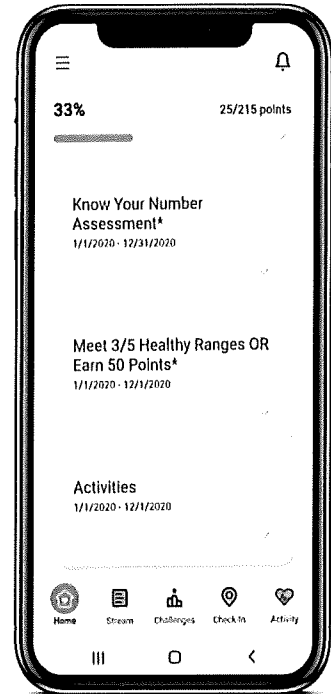 33% 25/215 points
Know Your Number
Assessment*
1/1/2020 - 12/31/2020
Meet 3/5 Healthy Ranges OR
Earn 50 Points*
1/1/2020 - 12/1/2020
Activities
1/1/2020 - 12/1/2020
Home Stream Challenges Check In Activity